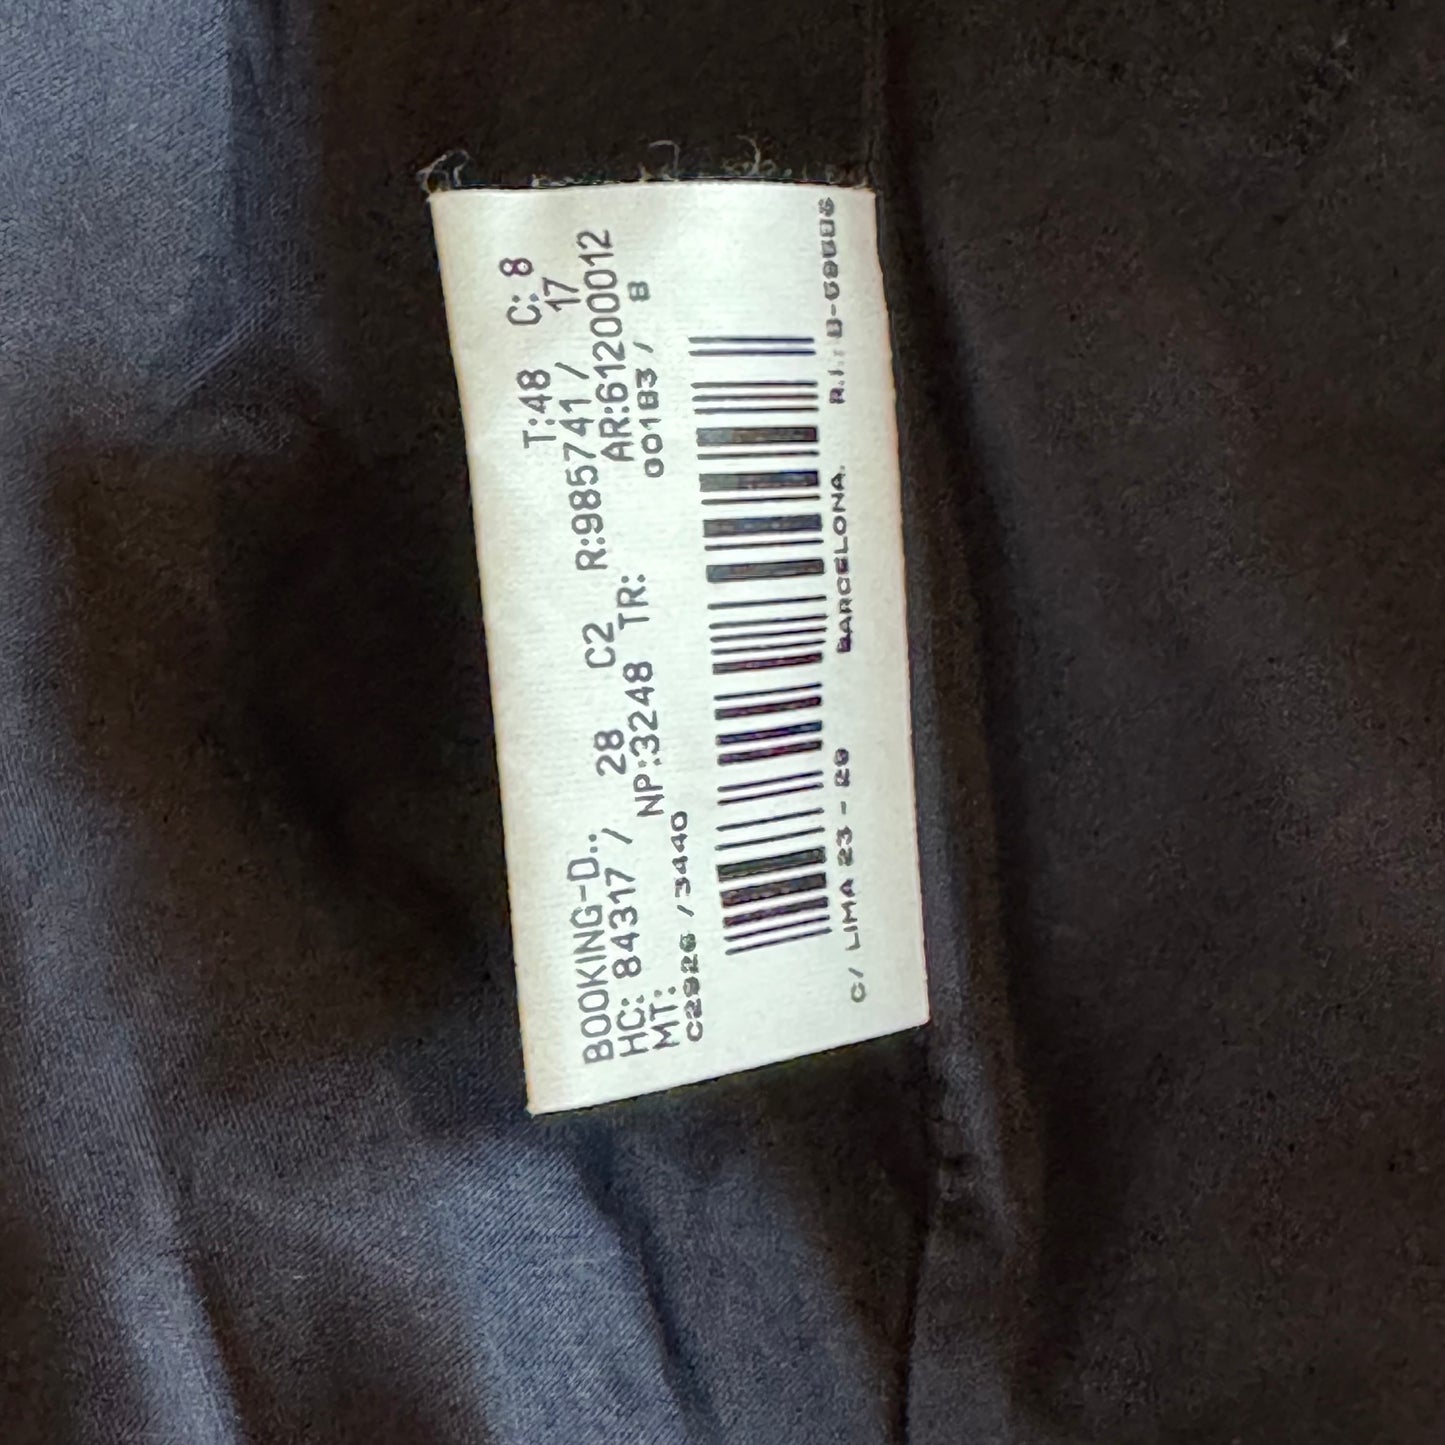 BOOKING-D.. T:48 C: 8
HC: 84317 / 28 C2 R:985741 / 17
MT: NP:3248 TR: AR:61200012
C2926 /3440 00183 / 8
C/ LIMA 23 - 29 BARCELONA. R.I.: